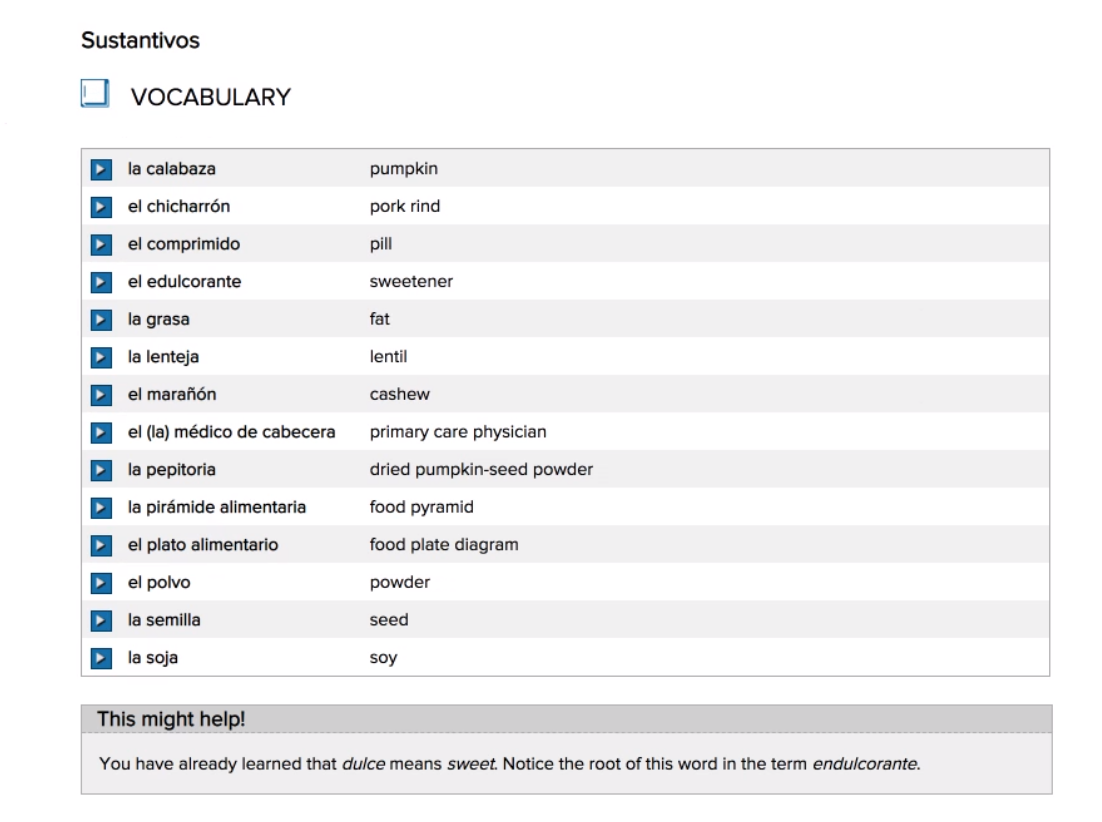 Sustantivos
VOCABULARY
la calabaza pumpkin
el chicharrón pork rind
el comprimido pill
el edulcorante sweetener
la grasa fat
la lenteja lentil
el marañón cashew
el (la) médico de cabecera primary care physician
la pepitoria dried pumpkin-seed powder
la pirámide alimentaria food pyramid
el plato alimentario food plate diagram
el polvo powder
la semilla seed
la soja soy
This might help!
You have already learned that dulce means sweet. Notice the root of this word in the term endulcorante.